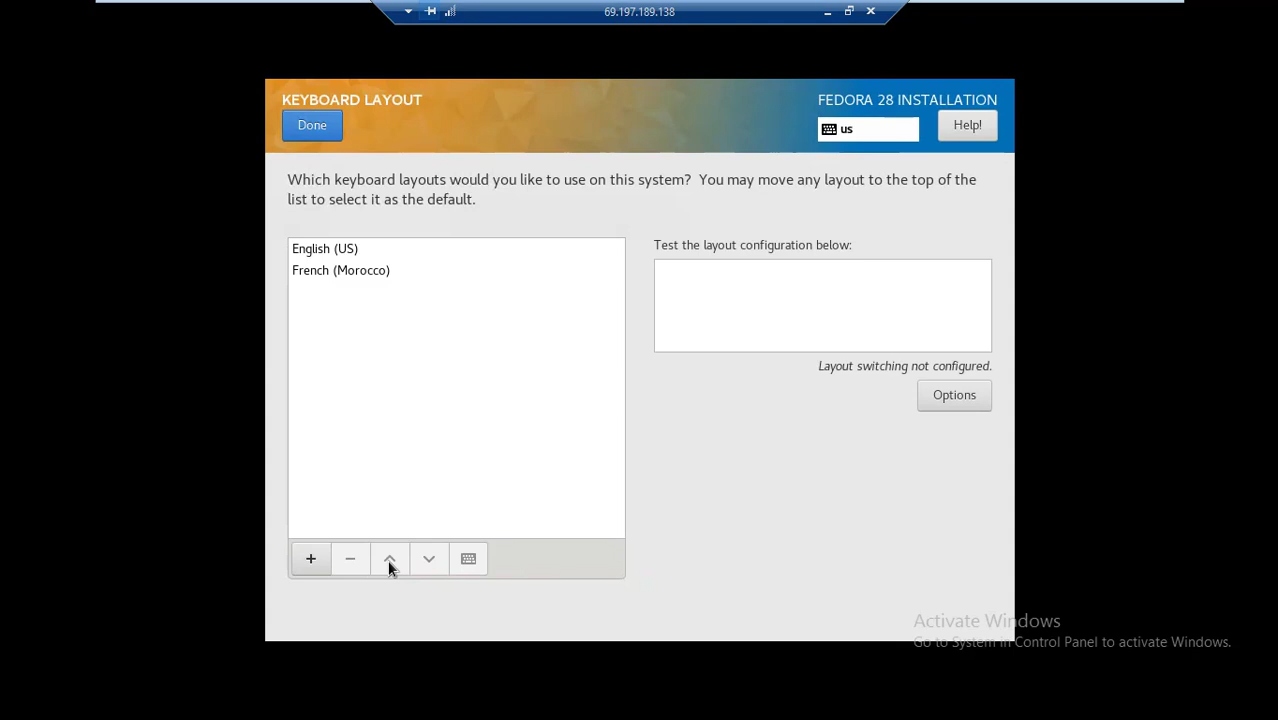 69.197.189.138
KEYBOARD LAYOUT
FEDORA 28 INSTALLATION
Done
us
Help!
Which keyboard layouts would you like to use on this system? You may move any layout to the top of the
list to select it as the default.
English (US)
French (Morocco)
Test the layout configuration below:
Layout switching not configured.
Options
+
−
Activate Windows
Go to System in Control Panel to activate Windows.